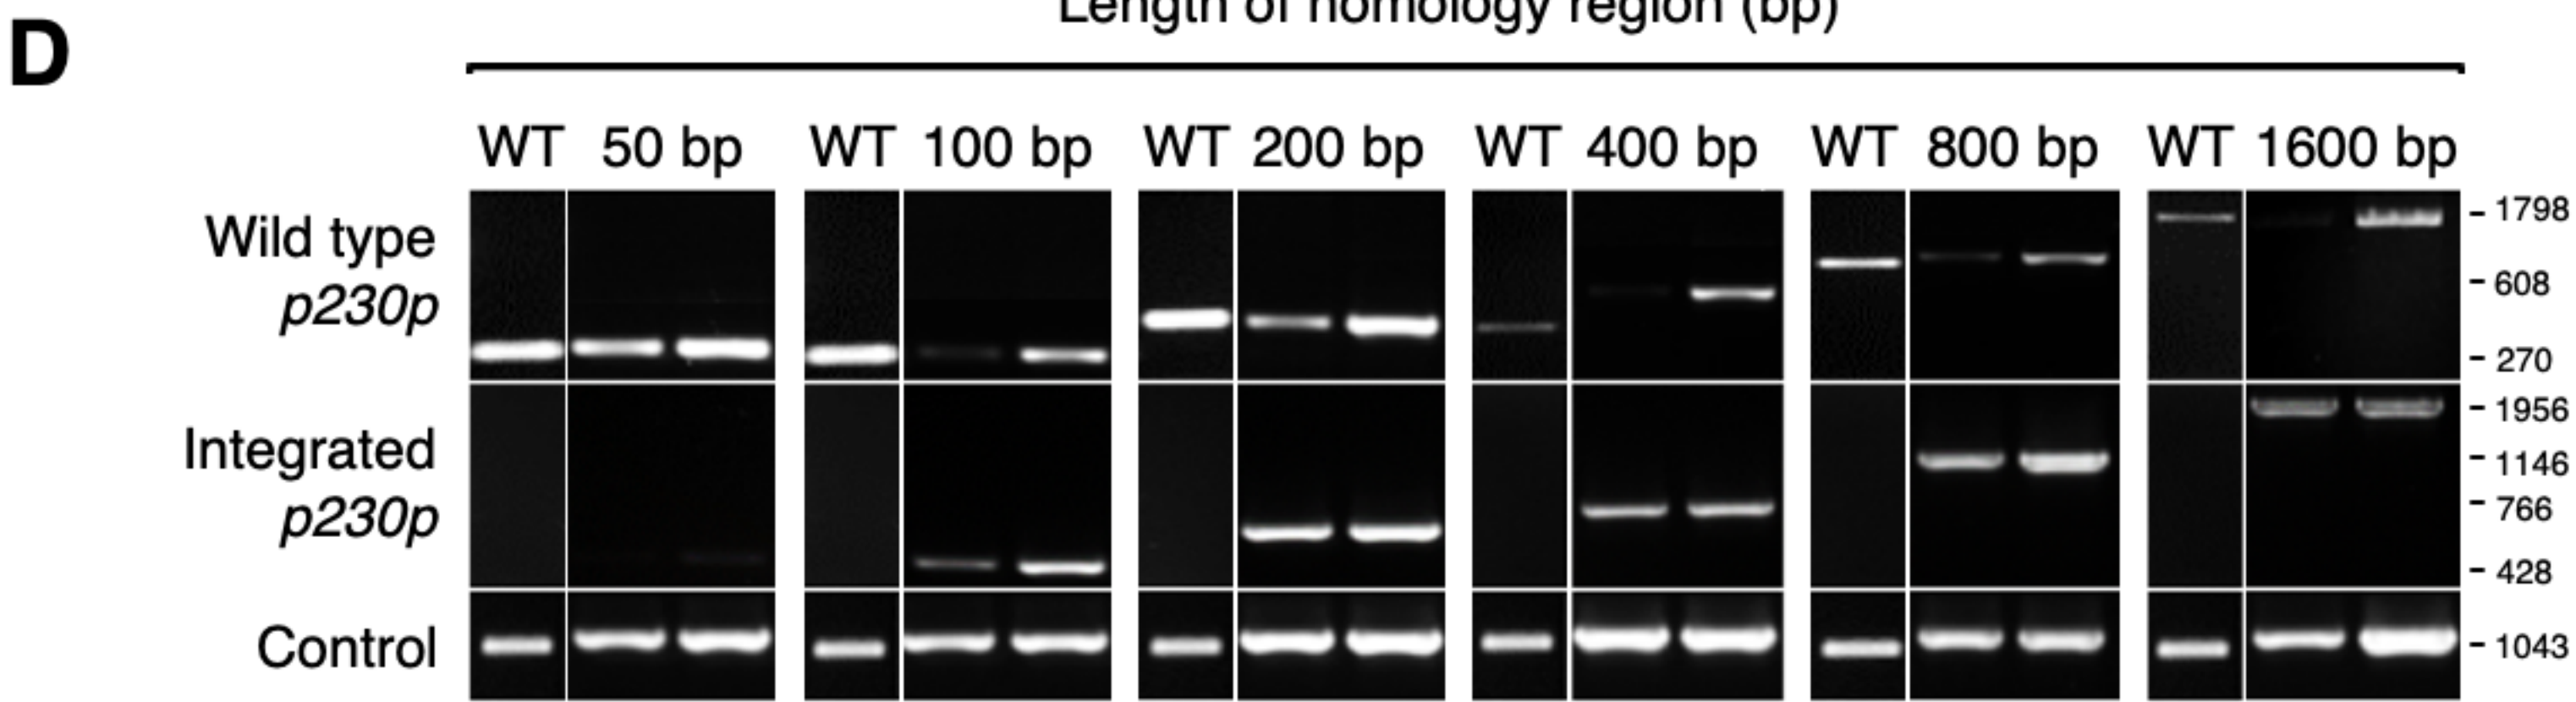 Length of homology region (bp)
D
WT 50 bp WT 100 bp WT 200 bp WT 400 bp WT 800 bp WT 1600 bp
Wild type
p230p
- 1798
- 608
- 270
Integrated
p230p
- 1956
- 1146
- 766
- 428
Control
- 1043